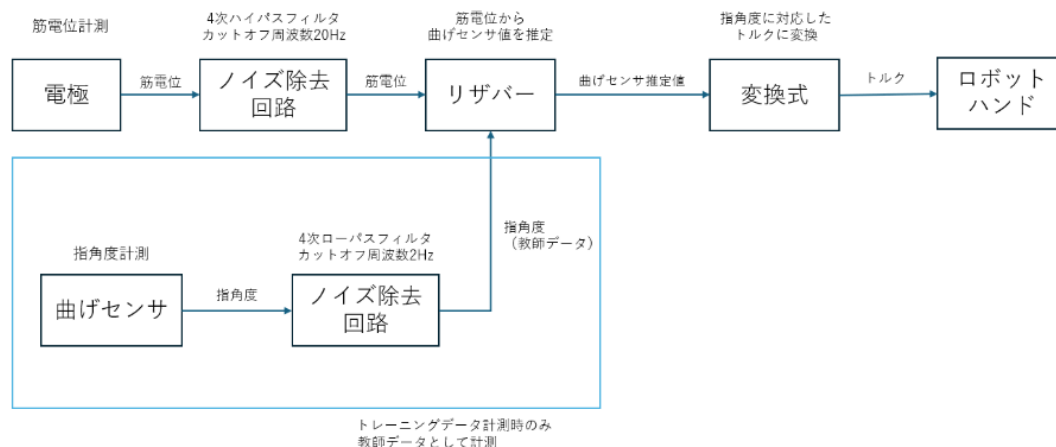 筋電位計測
4次ハイパスフィルタ
カットオフ周波数20Hz
筋電位から
曲げセンサ値を推定
指角度に対応した
トルクに変換
電極
筋電位
ノイズ除去
回路
筋電位
リザバー
曲げセンサ推定値
変換式
トルク
ロボット
ハンド
指角度計測
4次ローパスフィルタ
カットオフ周波数2Hz
指角度
（教師データ）
曲げセンサ
指角度
ノイズ除去
回路
トレーニングデータ計測時のみ
教師データとして計測